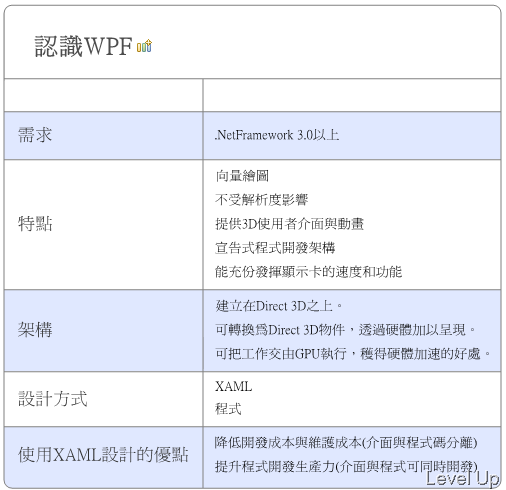 認識WPF
需求
.NetFramework 3.0以上
特點
向量繪圖
不受解析度影響
提供3D使用者介面與動畫
宣告式程式開發架構
能充份發揮顯示卡的速度和功能
架構
建立在Direct 3D之上。
可轉換為Direct 3D物件，透過硬體加以呈現。
可把工作交由GPU執行，獲得硬體加速的好處。
設計方式
XAML
程式
使用XAML設計的優點
降低開發成本與維護成本(介面與程式碼分離)
提升程式開發生產力(介面與程式可同時開發)
Level Up